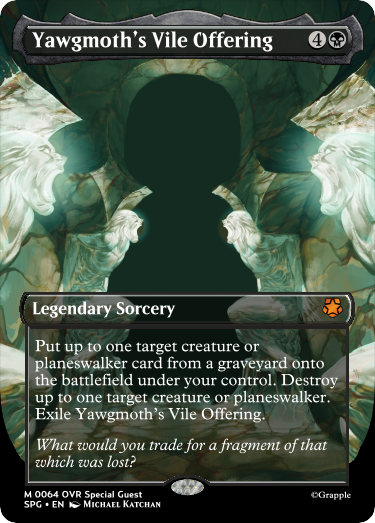 Yawgmoth's Vile Offering 4
Legendary Sorcery
Put up to one target creature or
planeswalker card from a graveyard onto
the battlefield under your control. Destroy
up to one target creature or planeswalker.
Exile Yawgmoth's Vile Offering.
What would you trade for a fragment of that
which was lost?
M 0064 OVR Special Guest
SPG • EN Michael Katchan
©Grapple